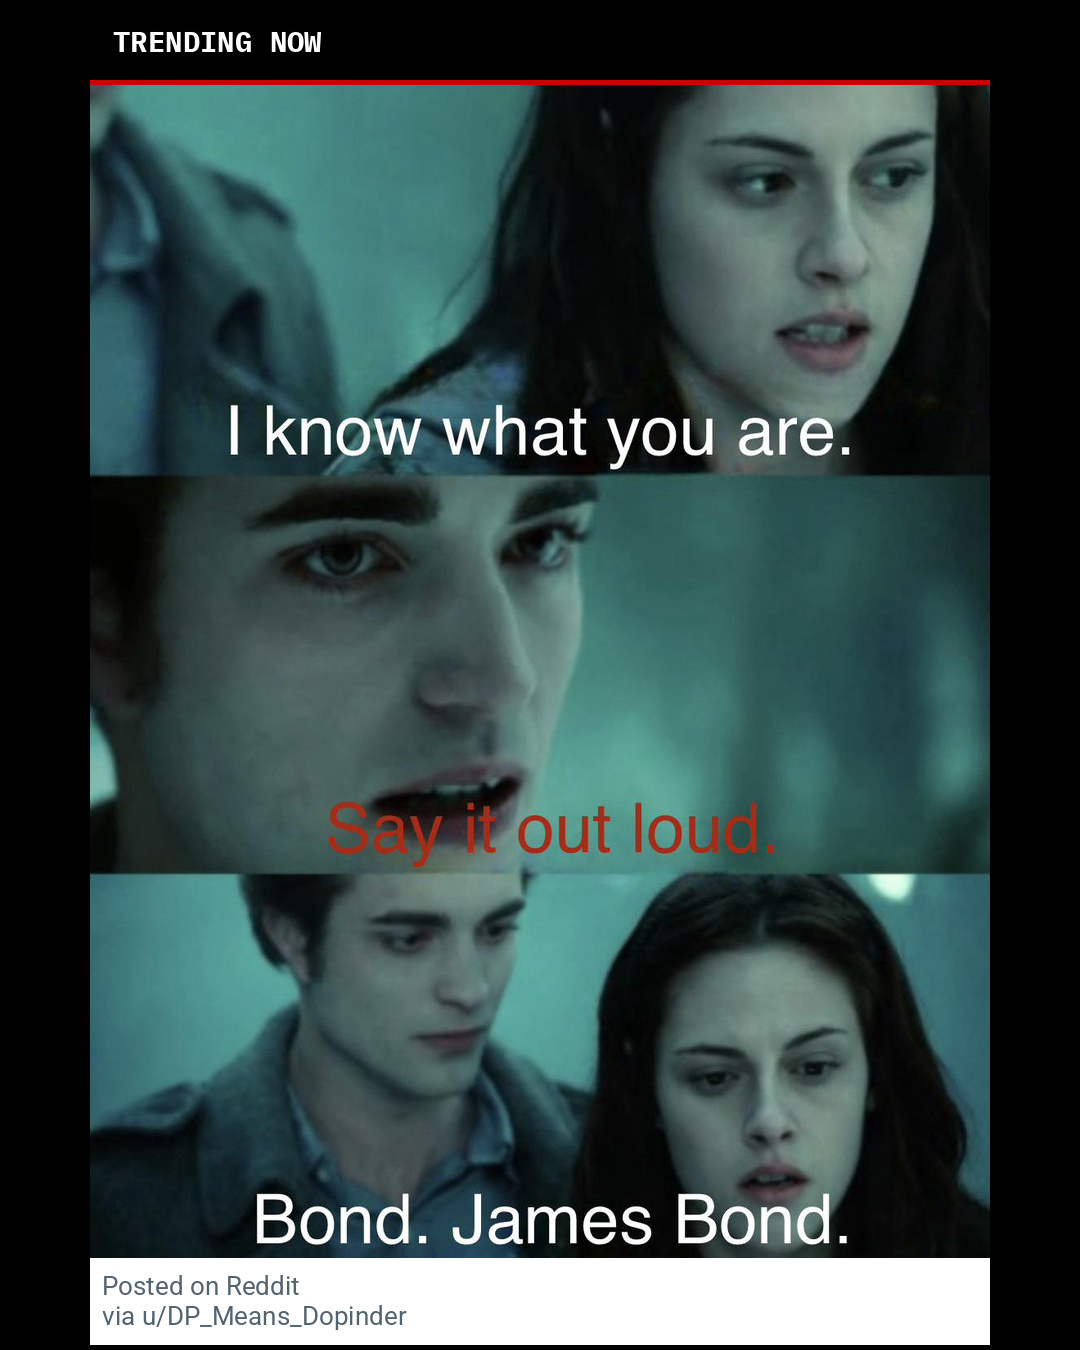 TRENDING NOW
I know what you are.
Say it out loud.
Bond. James Bond.
Posted on Reddit
via u/DP_Means_Dopinder